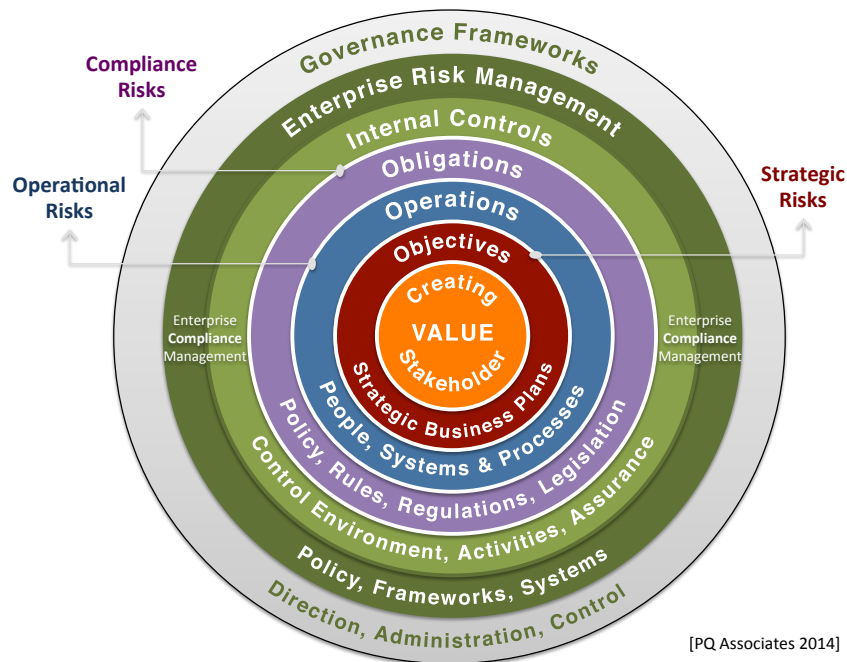 Governance Frameworks
Compliance
Risks
Enterprise Risk Management
Internal Controls
Obligations
Operational
Risks
Strategic
Risks
Operations
Objectives
Creating
VALUE
Stakeholder
Enterprise
Compliance
Management
Enterprise
Compliance
Management
Strategic Business Plans
People, Systems & Processes
Policy, Rules, Regulations, Legislation
Control Environment, Activities, Assurance
Policy, Frameworks, Systems
Direction, Administration, Control
[PQ Associates 2014]